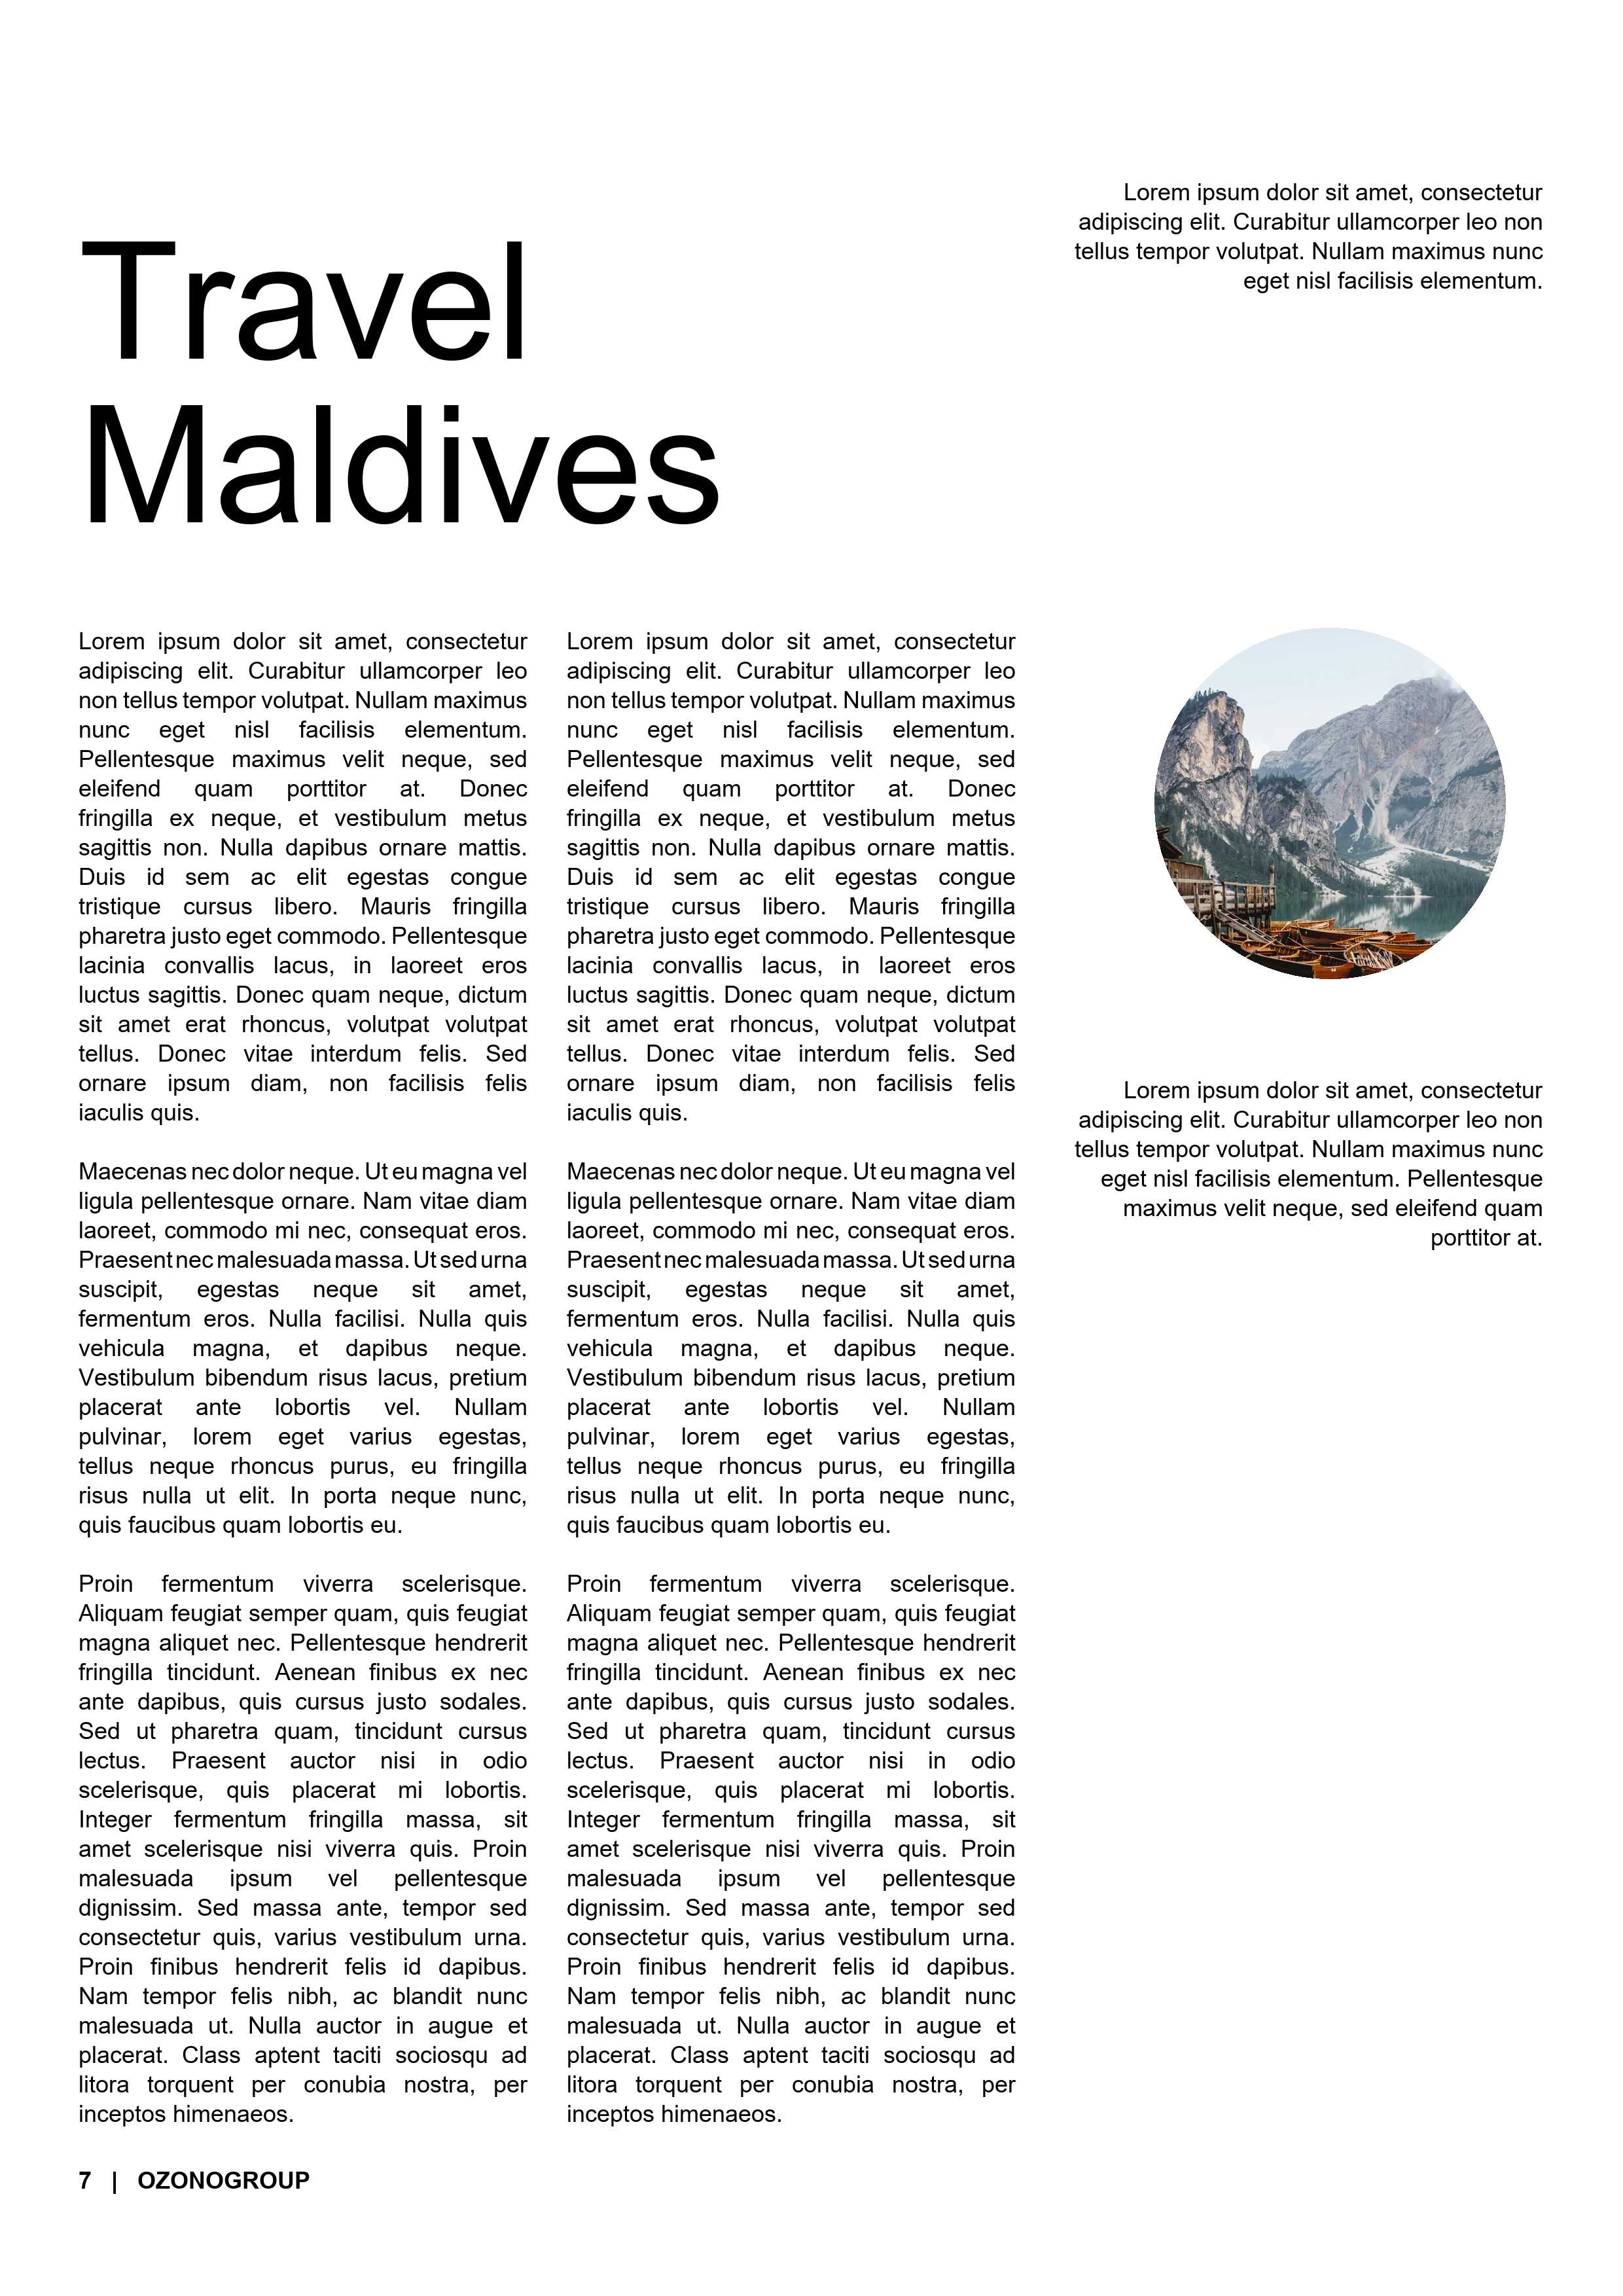 Lorem ipsum dolor sit amet, consectetur
adipiscing elit. Curabitur ullamcorper leo non
tellus tempor volutpat. Nullam maximus nunc
eget nisl facilisis elementum.
Travel
Maldives
Lorem ipsum dolor sit amet, consectetur
adipiscing elit. Curabitur ullamcorper leo
non tellus tempor volutpat. Nullam maximus
nunc eget nisl facilisis elementum.
Pellentesque maximus velit neque, sed
eleifend quam porttitor at. Donec
fringilla ex neque, et vestibulum metus
sagittis non. Nulla dapibus ornare mattis.
Duis id sem ac elit egestas congue
tristique cursus libero. Mauris fringilla
pharetra justo eget commodo. Pellentesque
lacinia convallis lacus, in laoreet eros
luctus sagittis. Donec quam neque, dictum
sit amet erat rhoncus, volutpat volutpat
tellus. Donec vitae interdum felis. Sed
ornare ipsum diam, non facilisis felis
iaculis quis.
Maecenas nec dolor neque. Ut eu magna vel
ligula pellentesque ornare. Nam vitae diam
laoreet, commodo mi nec, consequat eros.
Praesent nec malesuada massa. Ut sed urna
suscipit, egestas neque sit amet,
fermentum eros. Nulla facilisi. Nulla quis
vehicula magna, et dapibus neque.
Vestibulum bibendum risus lacus, pretium
placerat ante lobortis vel. Nullam
pulvinar, lorem eget varius egestas,
tellus neque rhoncus purus, eu fringilla
risus nulla ut elit. In porta neque nunc,
quis faucibus quam lobortis eu.
Proin fermentum viverra scelerisque.
Aliquam feugiat semper quam, quis feugiat
magna aliquet nec. Pellentesque hendrerit
fringilla tincidunt. Aenean finibus ex nec
ante dapibus, quis cursus justo sodales.
Sed ut pharetra quam, tincidunt cursus
lectus. Praesent auctor nisi in odio
scelerisque, quis placerat mi lobortis.
Integer fermentum fringilla massa, sit
amet scelerisque nisi viverra quis. Proin
malesuada ipsum vel pellentesque
dignissim. Sed massa ante, tempor sed
consectetur quis, varius vestibulum urna.
Proin finibus hendrerit felis id dapibus.
Nam tempor felis nibh, ac blandit nunc
malesuada ut. Nulla auctor in augue et
placerat. Class aptent taciti sociosqu ad
litora torquent per conubia nostra, per
inceptos himenaeos.
Lorem ipsum dolor sit amet, consectetur
adipiscing elit. Curabitur ullamcorper leo
non tellus tempor volutpat. Nullam maximus
nunc eget nisl facilisis elementum.
Pellentesque maximus velit neque, sed
eleifend quam porttitor at. Donec
fringilla ex neque, et vestibulum metus
sagittis non. Nulla dapibus ornare mattis.
Duis id sem ac elit egestas congue
tristique cursus libero. Mauris fringilla
pharetra justo eget commodo. Pellentesque
lacinia convallis lacus, in laoreet eros
luctus sagittis. Donec quam neque, dictum
sit amet erat rhoncus, volutpat volutpat
tellus. Donec vitae interdum felis. Sed
ornare ipsum diam, non facilisis felis
iaculis quis.
Maecenas nec dolor neque. Ut eu magna vel
ligula pellentesque ornare. Nam vitae diam
laoreet, commodo mi nec, consequat eros.
Praesent nec malesuada massa. Ut sed urna
suscipit, egestas neque sit amet,
fermentum eros. Nulla facilisi. Nulla quis
vehicula magna, et dapibus neque.
Vestibulum bibendum risus lacus, pretium
placerat ante lobortis vel. Nullam
pulvinar, lorem eget varius egestas,
tellus neque rhoncus purus, eu fringilla
risus nulla ut elit. In porta neque nunc,
quis faucibus quam lobortis eu.
Proin fermentum viverra scelerisque.
Aliquam feugiat semper quam, quis feugiat
magna aliquet nec. Pellentesque hendrerit
fringilla tincidunt. Aenean finibus ex nec
ante dapibus, quis cursus justo sodales.
Sed ut pharetra quam, tincidunt cursus
lectus. Praesent auctor nisi in odio
scelerisque, quis placerat mi lobortis.
Integer fermentum fringilla massa, sit
amet scelerisque nisi viverra quis. Proin
malesuada ipsum vel pellentesque
dignissim. Sed massa ante, tempor sed
consectetur quis, varius vestibulum urna.
Proin finibus hendrerit felis id dapibus.
Nam tempor felis nibh, ac blandit nunc
malesuada ut. Nulla auctor in augue et
placerat. Class aptent taciti sociosqu ad
litora torquent per conubia nostra, per
inceptos himenaeos.
Lorem ipsum dolor sit amet, consectetur
adipiscing elit. Curabitur ullamcorper leo non
tellus tempor volutpat. Nullam maximus nunc
eget nisl facilisis elementum. Pellentesque
maximus velit neque, sed eleifend quam
porttitor at.
7 | OZONOGROUP